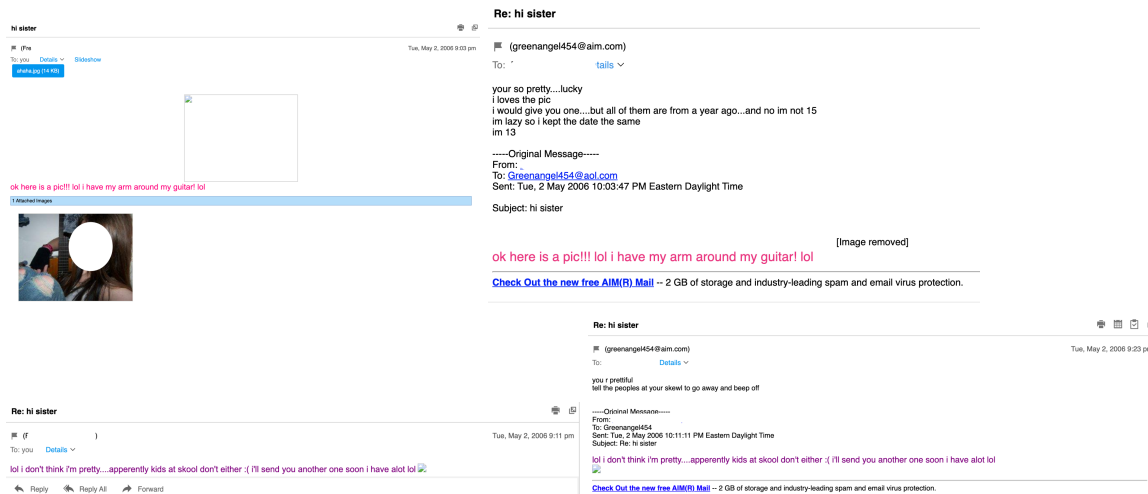 hi sister
(Fre
Tue, May 2, 2006 9:03 pm
To: you Details Slideshow
ahaha.jpg (14 KB)
ok here is a pic!!! lol i have my arm around my guitar! lol
1 Attached Images
Re: hi sister
(greenangel454@aim.com)
To: tails
your so pretty....lucky
i loves the pic
i would give you one....but all of them are from a year ago...and no im not 15
im lazy so i kept the date the same
im 13
-----Original Message-----
From:
To: Greenangel454@aol.com
Sent: Tue, 2 May 2006 10:03:47 PM Eastern Daylight Time
Subject: hi sister
[Image removed]
ok here is a pic!!! lol i have my arm around my guitar! lol
Check Out the new free AIM(R) Mail -- 2 GB of storage and industry-leading spam and email virus protection.
Re: hi sister
(F )
Tue, May 2, 2006 9:11 pm
To: you Details
lol i don't think i'm pretty....apperently kids at skool don't either :( i'll send you another one soon i have alot lol
Reply Reply All Forward
Re: hi sister
(greenangel454@aim.com)
Tue, May 2, 2006 9:23 p
To: Details
you r prettiful
tell the peoples at your skewl to go away and beep off
-----Original Message-----
From:
To: Greenangel454
Sent: Tue, 2 May 2006 10:11:11 PM Eastern Daylight Time
Subject: Re: hi sister
lol i don't think i'm pretty....apperently kids at skool don't either :( i'll send you another one soon i have alot lol
Check Out the new free AIM(R) Mail -- 2 GB of storage and industry-leading spam and email virus protection.